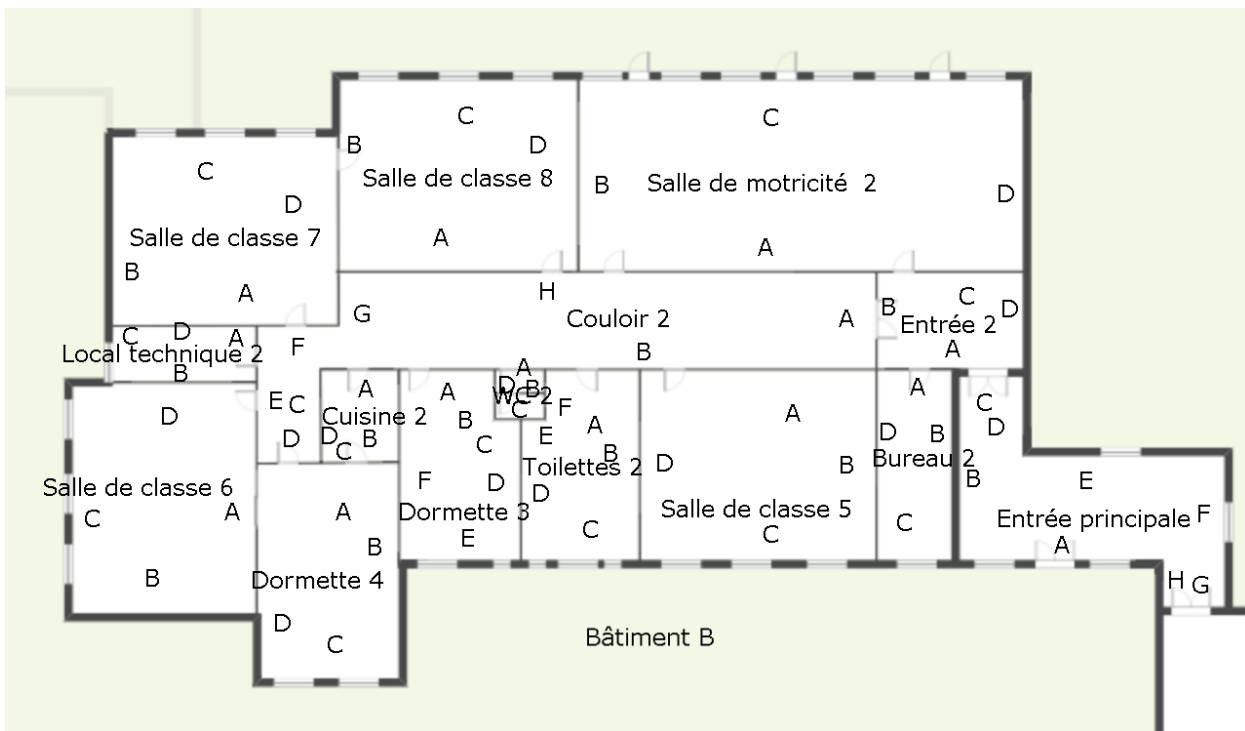 C
B
D
Salle de classe 8
A
C
B
Salle de motricité 2
D
A
C
D
Salle de classe 7
B
A
G
H
Couloir 2
A
B
F
E
C
D
B
C
D
Entrée 2
A
C
D
A
Local technique 2
B
D
Salle de classe 6
C
A
B
A
Cuisine 2
D
B
C
A
B
C
F
D
Dormette 3
E
A
D
B
WC 2
C
F
A
E
B
Toilettes 2
D
C
A
D
B
Salle de classe 5
C
A
D
B
Bureau 2
C
C
D
B
E
Entrée principale
F
A
H
G
A
B
Dormette 4
D
C
Bâtiment B